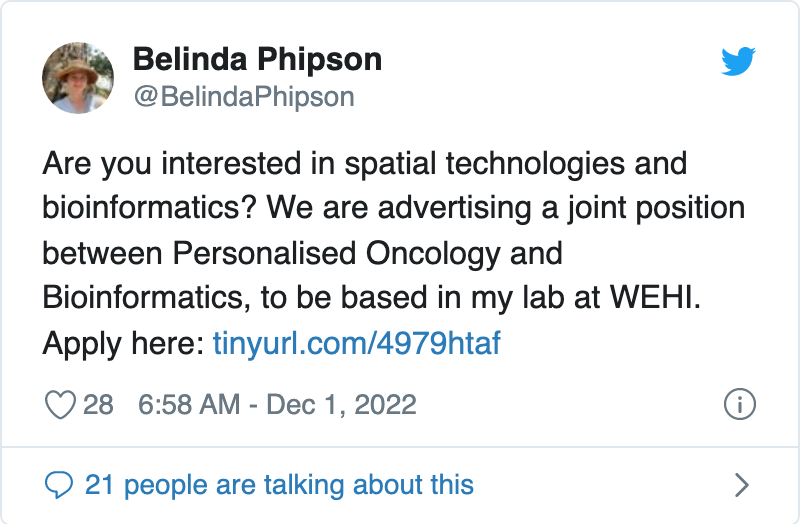 Belinda Phipson
@BelindaPhipson
Are you interested in spatial technologies and
bioinformatics? We are advertising a joint position
between Personalised Oncology and
Bioinformatics, to be based in my lab at WEHI.
Apply here: tinyurl.com/4979htaf
28 6:58 AM - Dec 1, 2022
21 people are talking about this